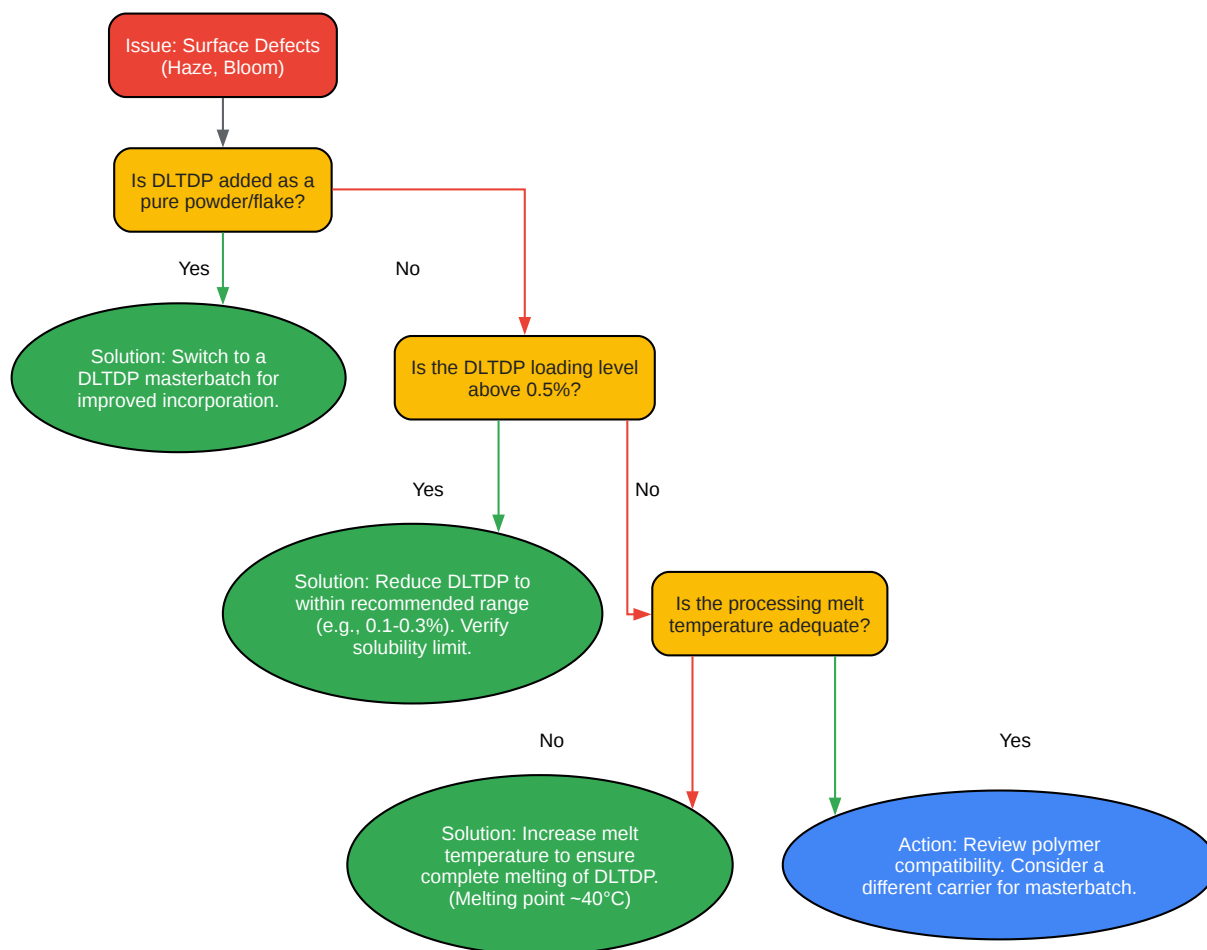 Issue: Surface Defects
(Haze, Bloom)
Is DLTDP added as a
pure powder/flake?
Yes
No
Solution: Switch to a
DLTDP masterbatch for
improved incorporation.
Is the DLTDP loading level
above 0.5%?
Yes
No
Solution: Reduce DLTDP to
within recommended range
(e.g., 0.1-0.3%). Verify
solubility limit.
Is the processing melt
temperature adequate?
No
Yes
Solution: Increase melt
temperature to ensure
complete melting of DLTDP.
(Melting point ~40°C)
Action: Review polymer
compatibility. Consider a
different carrier for masterbatch.